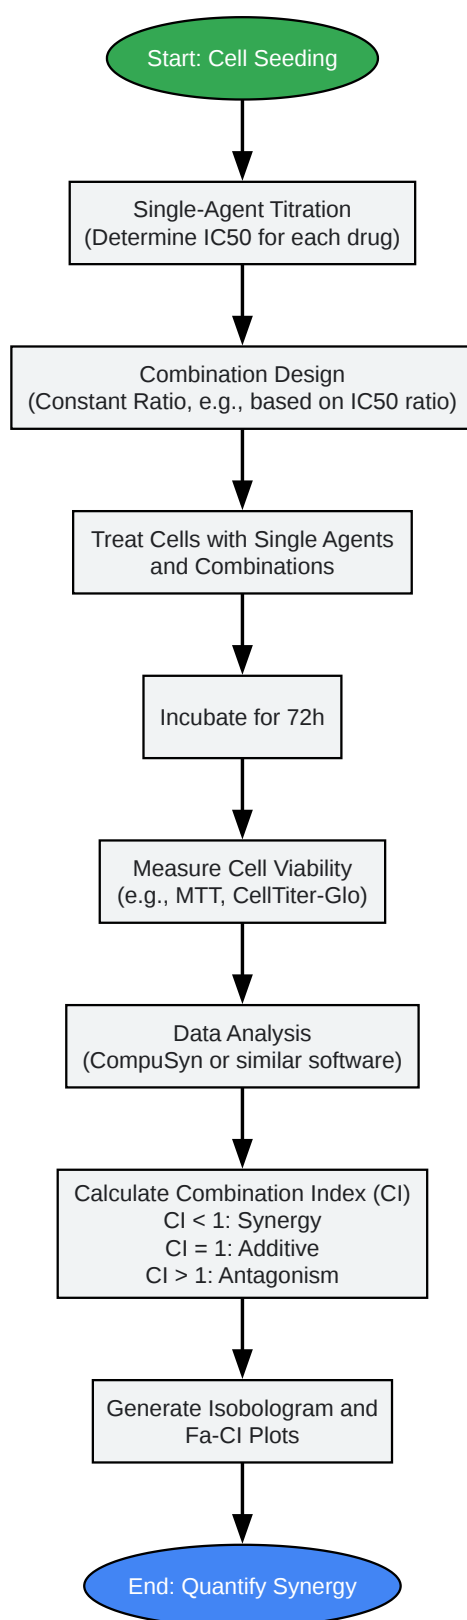 Start: Cell Seeding
Single-Agent Titration
(Determine IC50 for each drug)
Combination Design
(Constant Ratio, e.g., based on IC50 ratio)
Treat Cells with Single Agents
and Combinations
Incubate for 72h
Measure Cell Viability
(e.g., MTT, CellTiter-Glo)
Data Analysis
(CompuSyn or similar software)
Calculate Combination Index (CI)
CI < 1: Synergy
CI = 1: Additive
CI > 1: Antagonism
Generate Isobologram and
Fa-CI Plots
End: Quantify Synergy